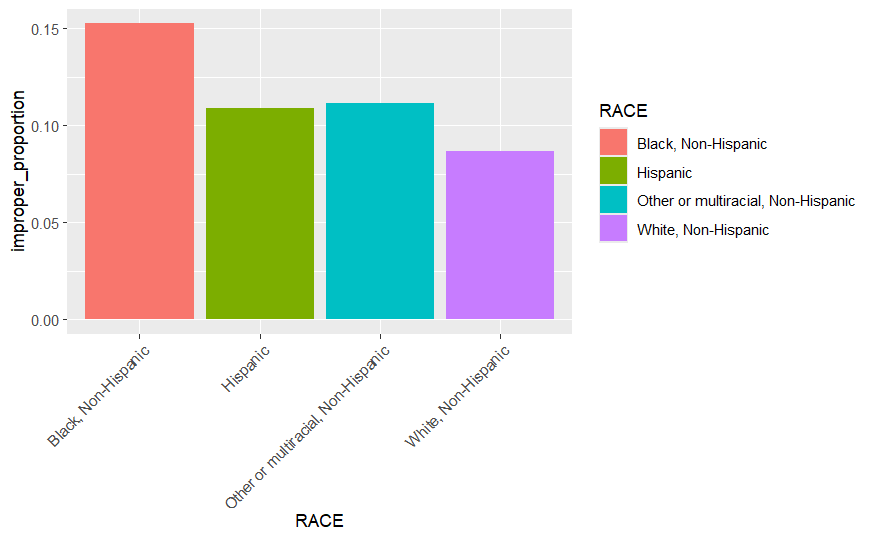 improper_proportion
0.15
0.10
0.05
0.00
Black, Non-Hispanic
Hispanic
Other or multiracial, Non-Hispanic
White, Non-Hispanic
RACE
RACE
Black, Non-Hispanic
Hispanic
Other or multiracial, Non-Hispanic
White, Non-Hispanic